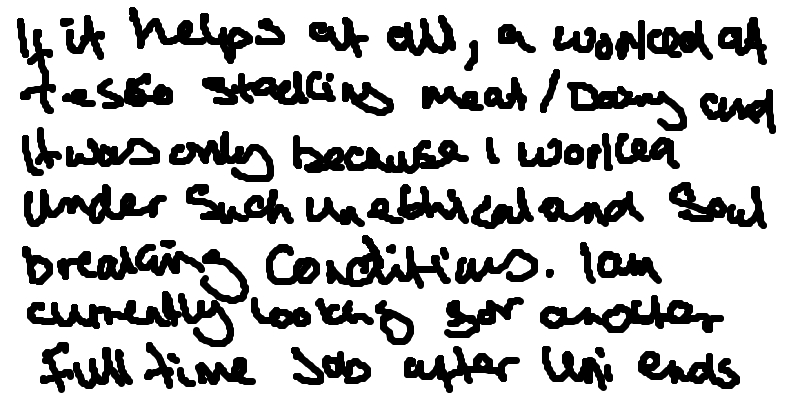 If it helps at all, a worked at
tesco stacking meat/Dairy and
it was only because I worked
under such unethical and soul
breaking conditions. I am
currently looking for another
full time job after uni ends